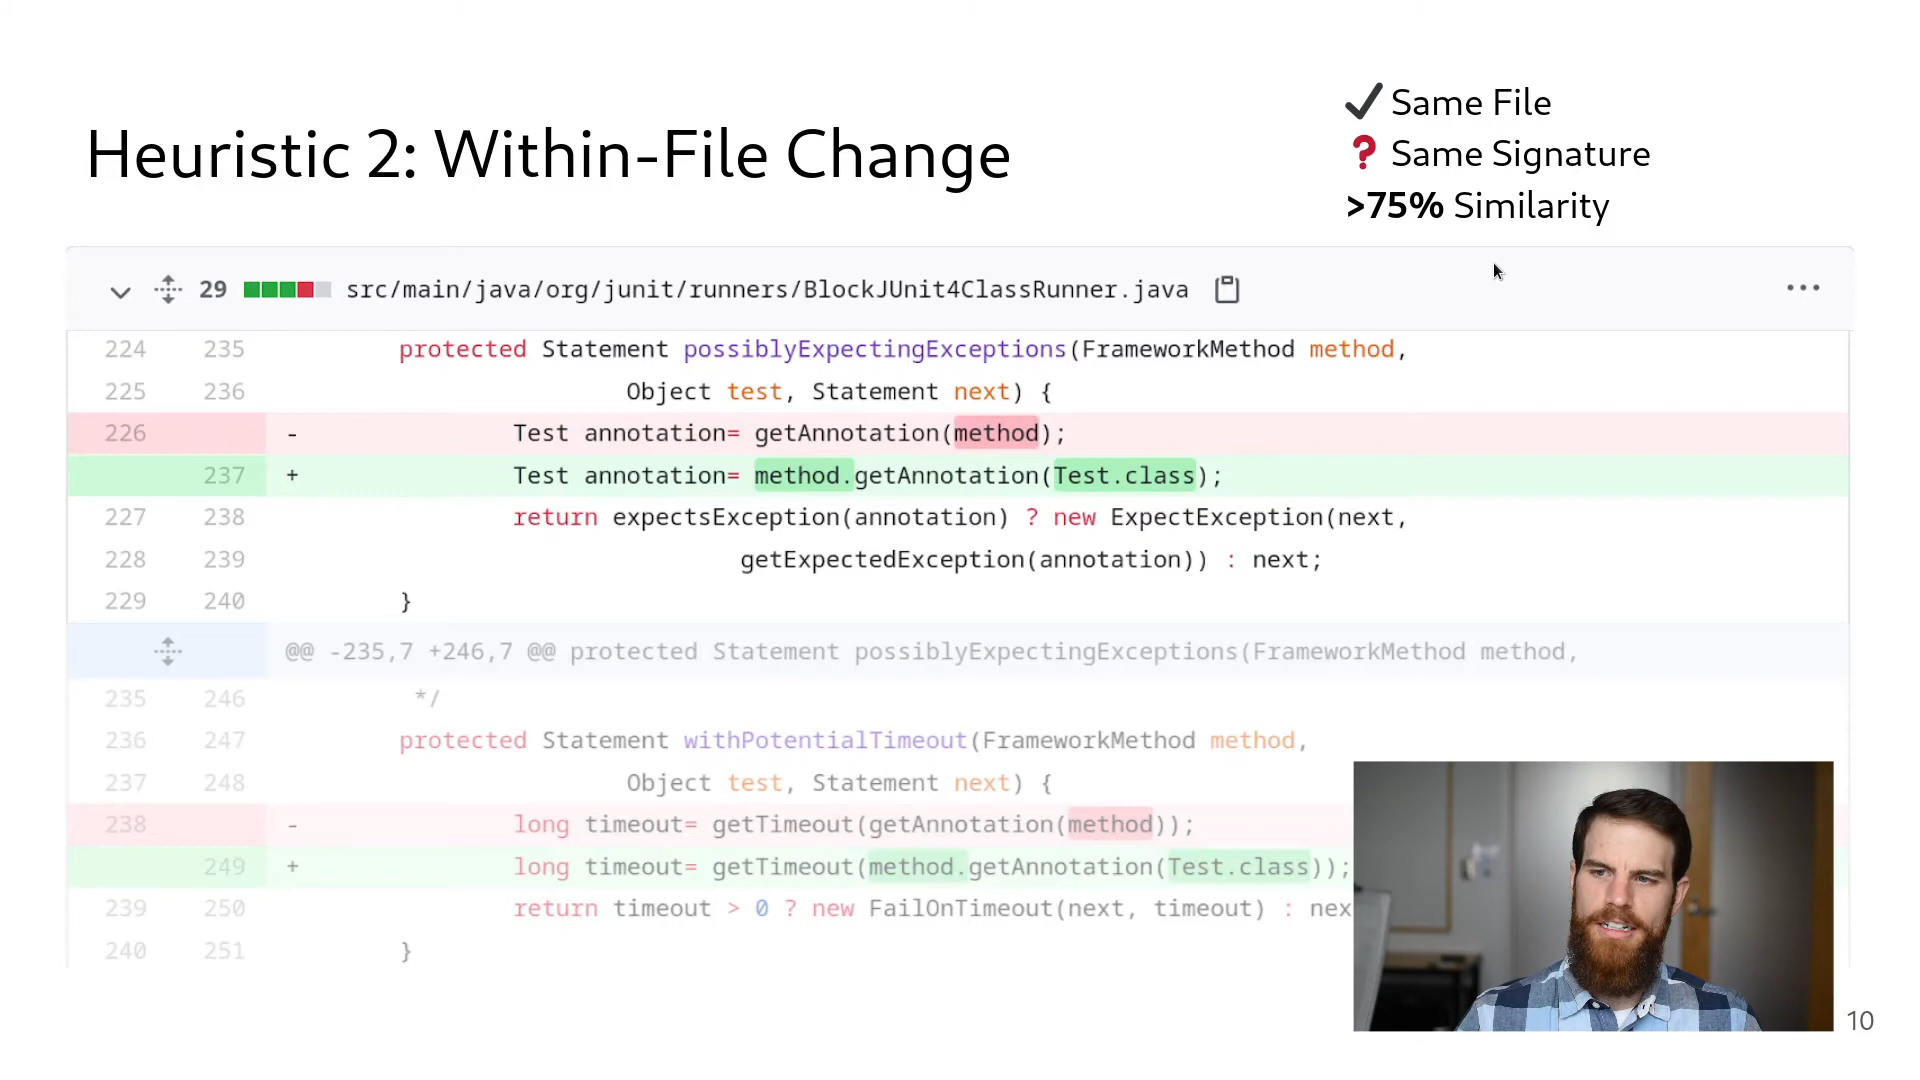 ✔ Same File
Heuristic 2: Within-File Change
❓ Same Signature
>75% Similarity
29 src/main/java/org/junit/runners/BlockJUnit4ClassRunner.java
224 235 protected Statement possiblyExpectingExceptions(FrameworkMethod method,
225 236 Object test, Statement next) {
226 - Test annotation= getAnnotation(method);
237 + Test annotation= method.getAnnotation(Test.class);
227 238 return expectsException(annotation) ? new ExpectException(next,
228 239 getExpectedException(annotation)) : next;
229 240 }
@@ -235,7 +246,7 @@ protected Statement possiblyExpectingExceptions(FrameworkMethod method,
235 246 */
236 247 protected Statement withPotentialTimeout(FrameworkMethod method,
237 248 Object test, Statement next) {
238 - long timeout= getTimeout(getAnnotation(method));
249 + long timeout= getTimeout(method.getAnnotation(Test.class));
239 250 return timeout > 0 ? new FailOnTimeout(next, timeout) : nex
240 251 }
10